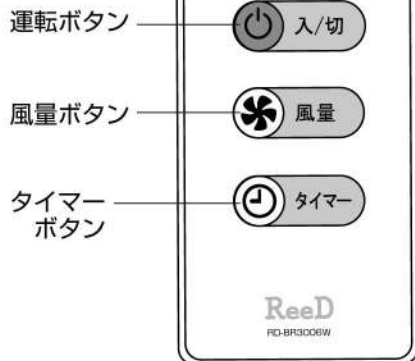 運転ボタン
入/切
風量ボタン
風量
タイマー
ボタン
タイマー
ReeD
RD-BR3006W